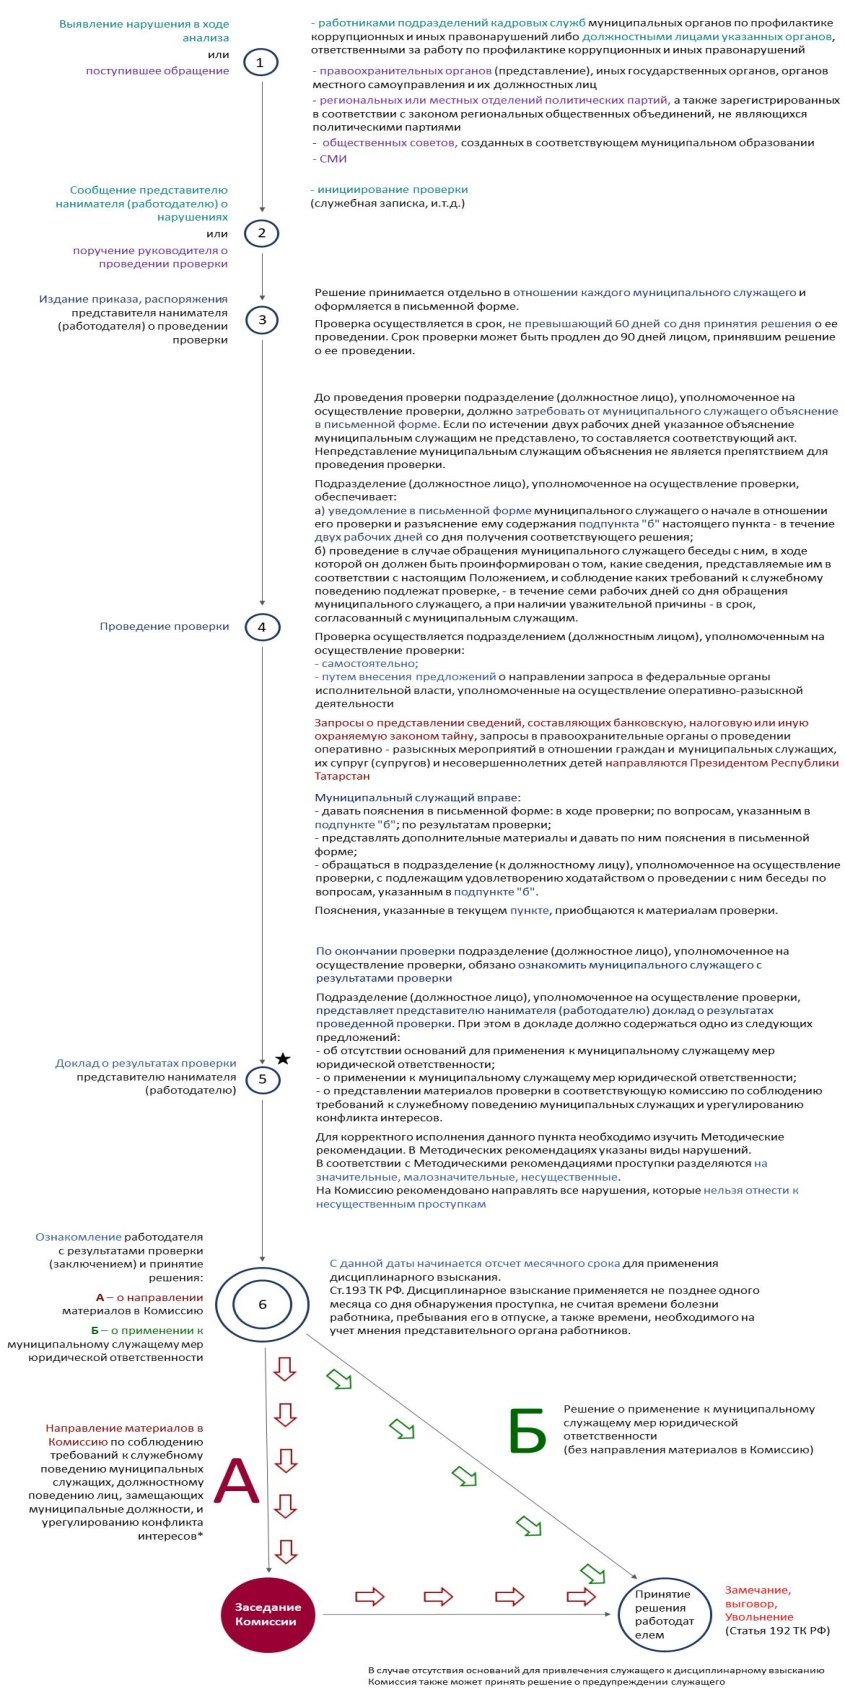 Выявление нарушения в ходе
анализа
или
поступившее обращение
1
- работниками подразделений кадровых служб муниципальных органов по профилактике
коррупционных и иных правонарушений либо должностными лицами указанных органов,
ответственными за работу по профилактике коррупционных и иных правонарушений
- правоохранительных органов (представление), иных государственных органов, органов
местного самоуправления и их должностных лиц
- региональных или местных отделений политических партий, а также зарегистрированных
в соответствии с законом региональных общественных объединений, не являющихся
политическими партиями
- общественных советов, созданных в соответствующем муниципальном образовании
- СМИ
Сообщение представителю
нанимателя (работодателю) о
нарушениях
или
поручение руководителя о
проведении проверки
2
- инициирование проверки
(служебная записка, и.т.д.)
Издание приказа, распоряжения
представителя нанимателя
(работодателя) о проведении
проверки
3
Решение принимается отдельно в отношении каждого муниципального служащего и
оформляется в письменной форме.
Проверка осуществляется в срок, не превышающий 60 дней со дня принятия решения о ее
проведении. Срок проверки может быть продлен до 90 дней лицом, принявшим решение
о ее проведении.
До проведения проверки подразделение (должностное лицо), уполномоченное на
осуществление проверки, должно затребовать от муниципального служащего объяснение
в письменной форме. Если по истечении двух рабочих дней указанное объяснение
муниципальным служащим не представлено, то составляется соответствующий акт.
Непредставление муниципальным служащим объяснения не является препятствием для
проведения проверки.
Подразделение (должностное лицо), уполномоченное на осуществление проверки,
обеспечивает:
а) уведомление в письменной форме муниципального служащего о начале в отношении
его проверки и разъяснение ему содержания подпункта "б" настоящего пункта - в течение
двух рабочих дней со дня получения соответствующего решения;
б) проведение в случае обращения муниципального служащего беседы с ним, в ходе
которой он должен быть проинформирован о том, какие сведения, представляемые им в
соответствии с настоящим Положением, и соблюдение каких требований к служебному
поведению подлежат проверке, - в течение семи рабочих дней со дня обращения
муниципального служащего, а при наличии уважительной причины - в срок,
согласованный с муниципальным служащим.
Проведение проверки
4
Проверка осуществляется подразделением (должностным лицом), уполномоченным на
осуществление проверки:
- самостоятельно;
- путем внесения предложений о направлении запроса в федеральные органы
исполнительной власти, уполномоченные на осуществление оперативно-разыскной
деятельности
Запросы о представлении сведений, составляющих банковскую, налоговую или иную
охраняемую законом тайну, запросы в правоохранительные органы о проведении
оперативно - разыскных мероприятий в отношении граждан и муниципальных служащих,
их супруг (супругов) и несовершеннолетних детей направляются Президентом Республики
Татарстан
Муниципальный служащий вправе:
- давать пояснения в письменной форме: в ходе проверки; по вопросам, указанным в
подпункте "б"; по результатам проверки;
- представлять дополнительные материалы и давать по ним пояснения в письменной
форме;
- обращаться в подразделение (к должностному лицу), уполномоченное на осуществление
проверки, с подлежащим удовлетворению ходатайством о проведении с ним беседы по
вопросам, указанным в подпункте "б".
Пояснения, указанные в текущем пункте, приобщаются к материалам проверки.
По окончании проверки подразделение (должностное лицо), уполномоченное на
осуществление проверки, обязано ознакомить муниципального служащего с
результатами проверки
Подразделение (должностное лицо), уполномоченное на осуществление проверки,
представляет представителю нанимателя (работодателю) доклад о результатах
проведенной проверки. При этом в докладе должно содержаться одно из следующих
предложений:
- об отсутствии оснований для применения к муниципальному служащему мер
юридической ответственности;
- о применении к муниципальному служащему мер юридической ответственности;
- о представлении материалов проверки в соответствующую комиссию по соблюдению
требований к служебному поведению муниципальных служащих и урегулированию
конфликта интересов.
Доклад о результатах проверки
представителю нанимателя
(работодателю)
5
Для корректного исполнения данного пункта необходимо изучить Методические
рекомендации. В Методических рекомендациях указаны виды нарушений.
В соответствии с Методическими рекомендациями проступки разделяются на
значительные, малозначительные, несущественные.
На Комиссию рекомендовано направлять все нарушения, которые нельзя отнести к
несущественным проступкам
Ознакомление работодателя
с результатами проверки
(заключением) и принятие
решения:
А – о направлении
материалов в Комиссию
Б – о применении к
муниципальному служащему мер
юридической ответственности
6
С данной даты начинается отсчет месячного срока для применения
дисциплинарного взыскания.
Ст.193 ТК РФ. Дисциплинарное взыскание применяется не позднее одного
месяца со дня обнаружения проступка, не считая времени болезни
работника, пребывания его в отпуске, а также времени, необходимого на
учет мнения представительного органа работников.
Б
Решение о применение к муниципальному
служащему мер юридической
ответственности
(без направления материалов в Комиссию)
Направление материалов в
Комиссию по соблюдению
требований к служебному
поведению муниципальных
служащих, должностному
поведению лиц, замещающих
муниципальные должности, и
урегулированию конфликта
интересов*
А
Заседание
Комиссии
Принятие
решения
работодат
елем
Замечание,
выговор,
Увольнение
(Статья 192 ТК РФ)
В случае отсутствия оснований для привлечения служащего к дисциплинарному взысканию
Комиссия также может принять решение о предупреждении служащего